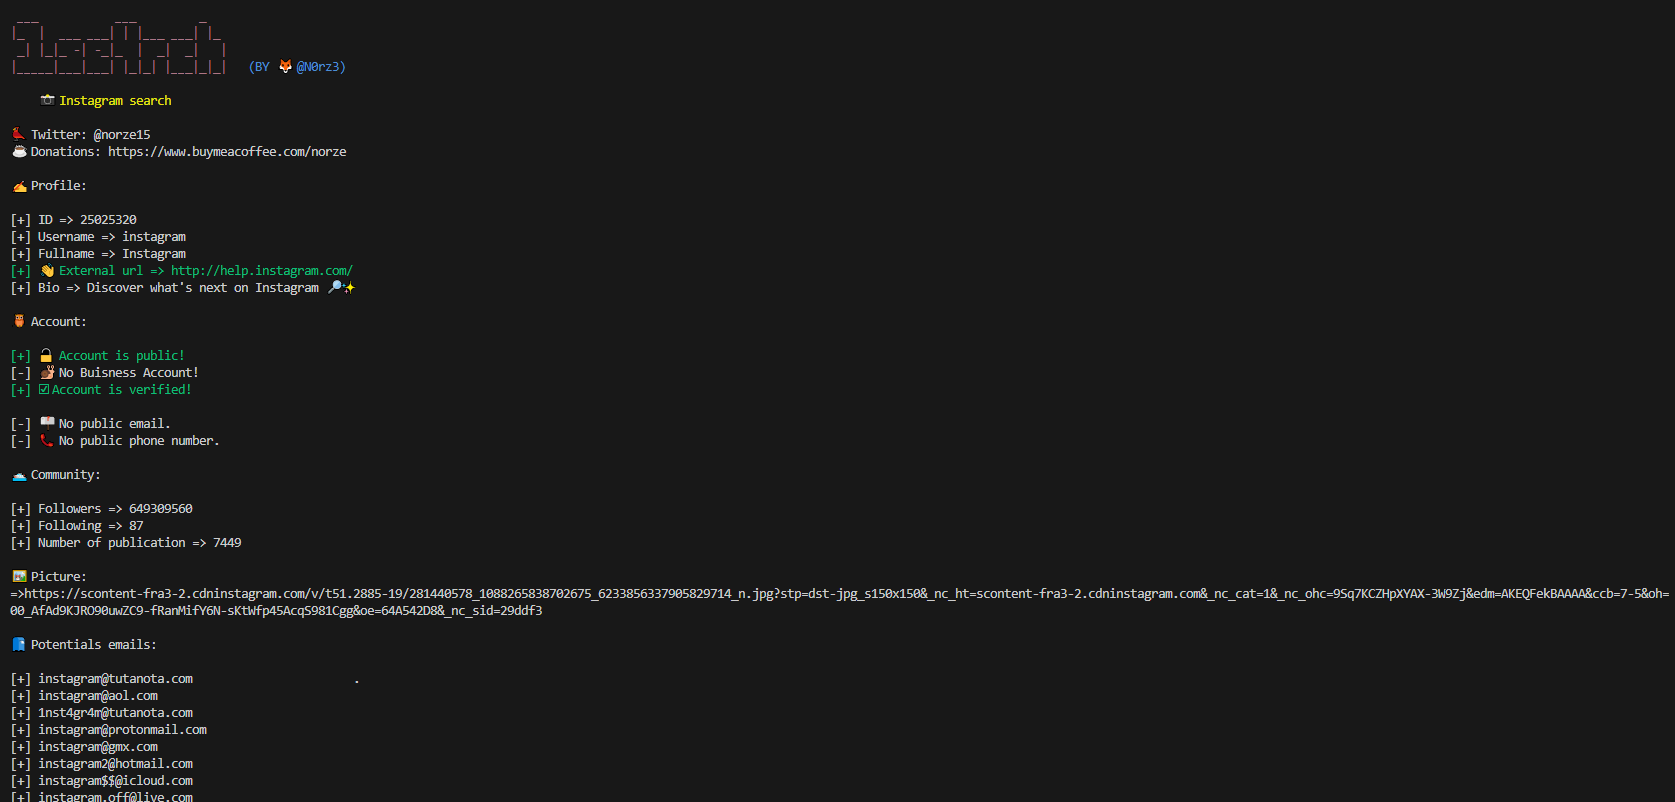 (BY 🦊 @N0rz3)
📷 Instagram search
🐦 Twitter: @norze15
☕ Donations: https://www.buymeacoffee.com/norze
✍ Profile:
[+] ID => 25025320
[+] Username => instagram
[+] Fullname => Instagram
[+] 👋 External url => http://help.instagram.com/
[+] Bio => Discover what's next on Instagram 🔎✨
🦉 Account:
[+] 🔓 Account is public!
[-] 🐌 No Buisness Account!
[+] ☑ Account is verified!
[-] 📪 No public email.
[-] 📞 No public phone number.
Community:
[+] Followers => 649309560
[+] Following => 87
[+] Number of publication => 7449
🖼 Picture:
=>https://scontent-fra3-2.cdninstagram.com/v/t51.2885-19/281440578_1088265838702675_6233856337905829714_n.jpg?stp=dst-jpg_s150x150&_nc_ht=scontent-fra3-2.cdninstagram.com&_nc_cat=1&_nc_ohc=9Sq7KCZHpXYAX-3W9Zj&edm=AKEQFekBAAAA&ccb=7-5&oh=
00_AfAd9KJRO90uwZC9-fRanMifY6N-sKtWfp45AcqS981Cgg&oe=64A542D8&_nc_sid=29ddf3
📘 Potentials emails:
[+] instagram@tutanota.com
[+] instagram@aol.com
[+] 1nst4gr4m@tutanota.com
[+] instagram@protonmail.com
[+] instagram@gmx.com
[+] instagram2@hotmail.com
[+] instagram$$@icloud.com
[+] instagram.off@live.com